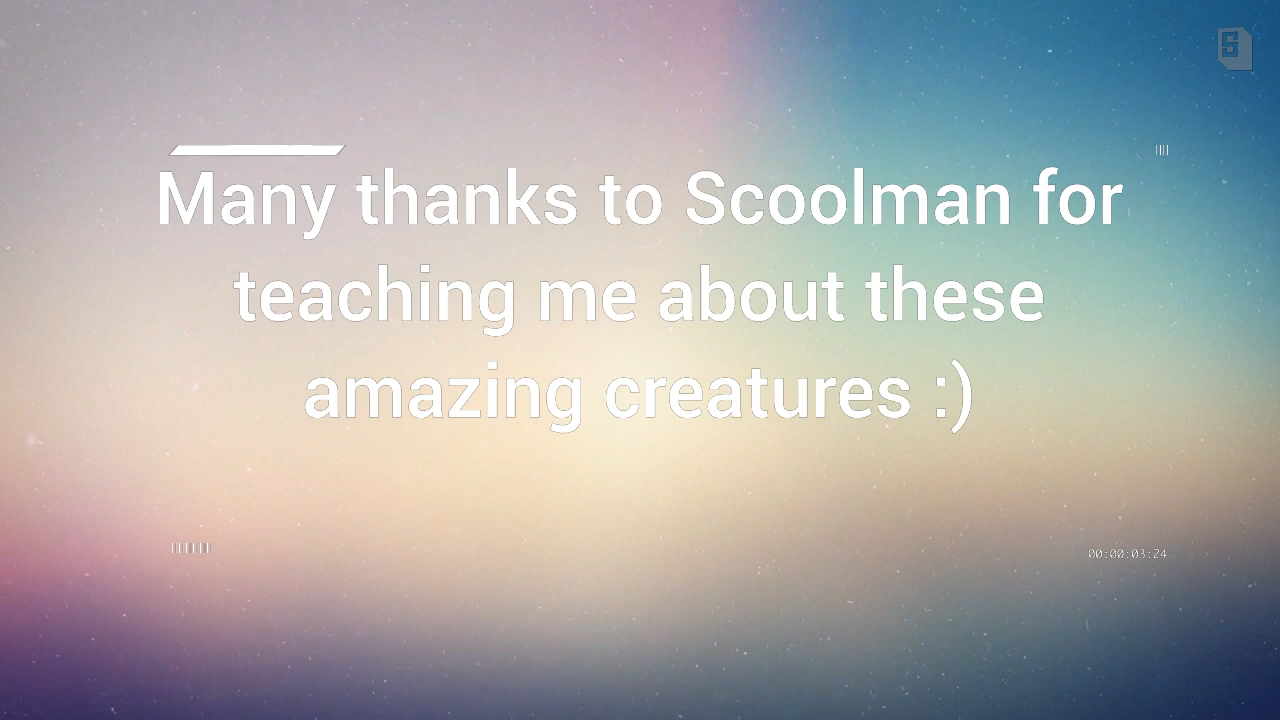 S
Many thanks to Scoolman for
teaching me about these
amazing creatures :)
00:00:03:24